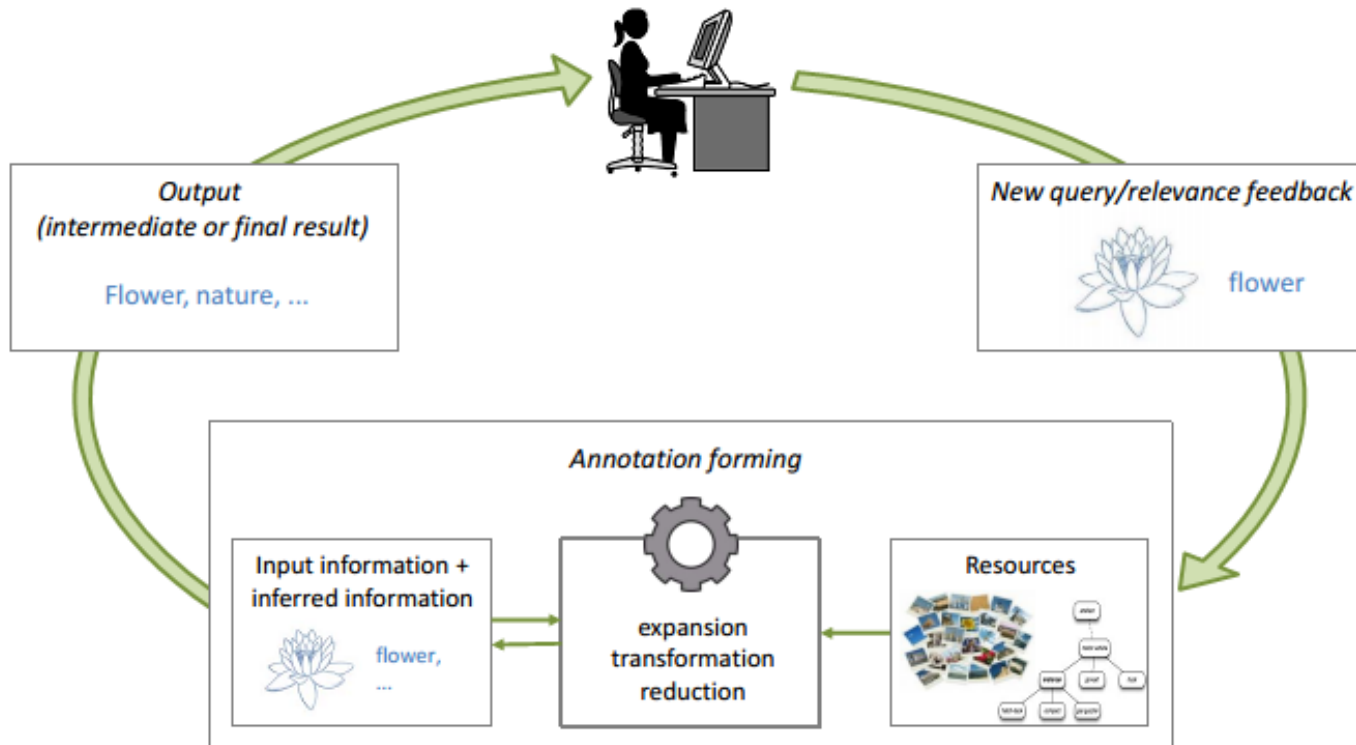 Output
(intermediate or final result)
Flower, nature, ...
New query/relevance feedback
flower
Annotation forming
Input information +
inferred information
flower,
...
expansion
transformation
reduction
Resources